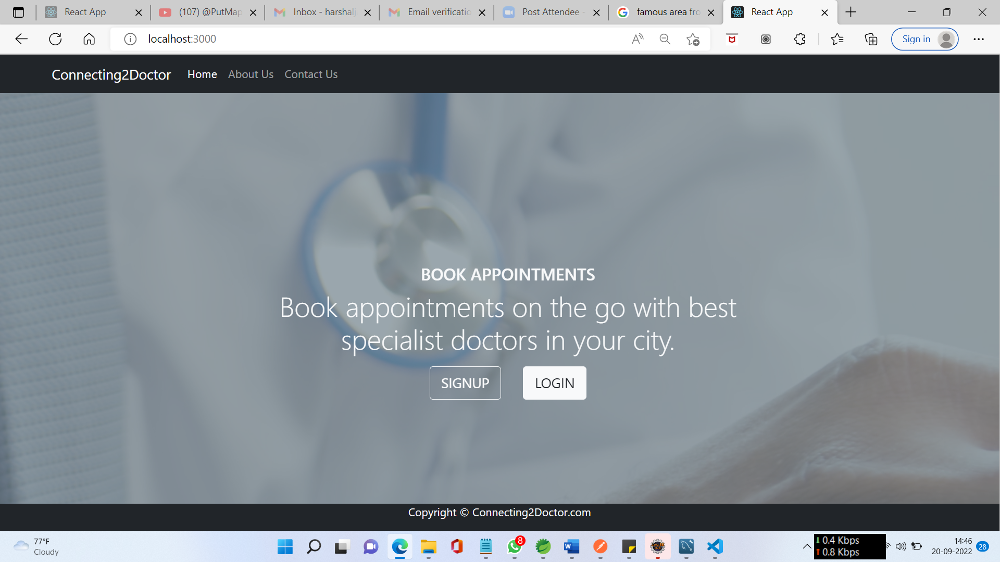 React App
(107) @PutMap
Inbox - harshalj
Email verificatio
Post Attendee -
famous area fro
React App
localhost:3000
Sign in
Connecting2Doctor Home About Us Contact Us
BOOK APPOINTMENTS
Book appointments on the go with best
specialist doctors in your city.
SIGNUP LOGIN
Copyright © Connecting2Doctor.com
77°F
Cloudy
8
0.4 Kbps
0.8 Kbps
14:46
20-09-2022
28